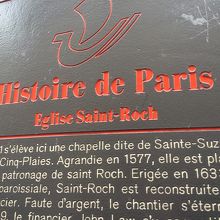 Histoire de Paris
Eglise Saint-Roch
s'élève ici une chapelle dite de Sainte-Suz
Cinq-Plaies. Agrandie en 1577, elle est pla
patronage de saint Roch. Erigée en 163
paroissiale, Saint-Roch est reconstruite
cier. Faute d'argent, le chantier s'éter
9, le financier John Law